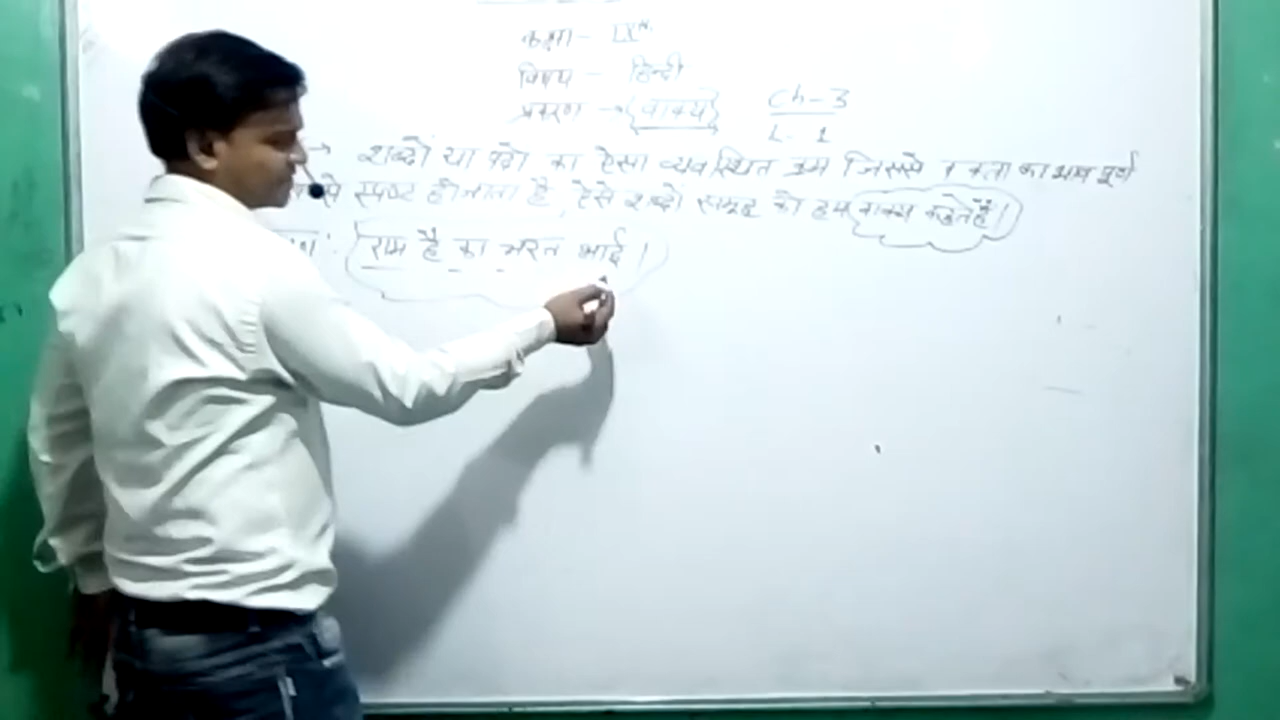 कक्षा - IXth
विषय - हिन्दी
प्रकरण → {वाक्य} Ch-3
L-1
→ शब्दों या पदों का ऐसा व्यवस्थित क्रम जिससे वक्ता का भाव पूर्ण
से स्पष्ट हो जाता है, ऐसे शब्दों समूह को हम वाक्य कहते हैं।
राम है का भरत भाई।